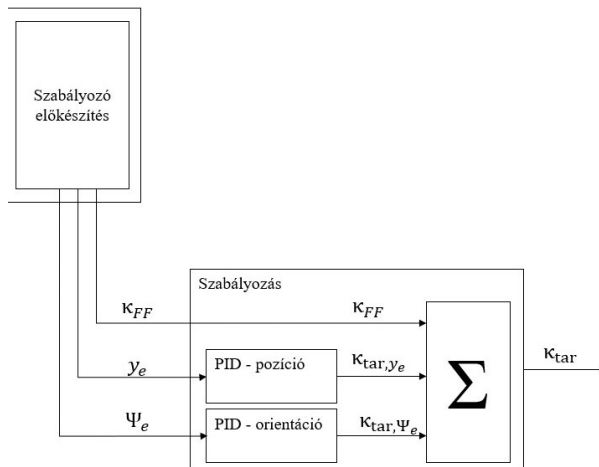 Szabályozó
előkészítés
Szabályozás
κ_FF
κ_FF
y_e
PID - pozíció
κ_tar,y_e
Σ
κ_tar
Ψ_e
PID - orientáció
κ_tar,Ψ_e